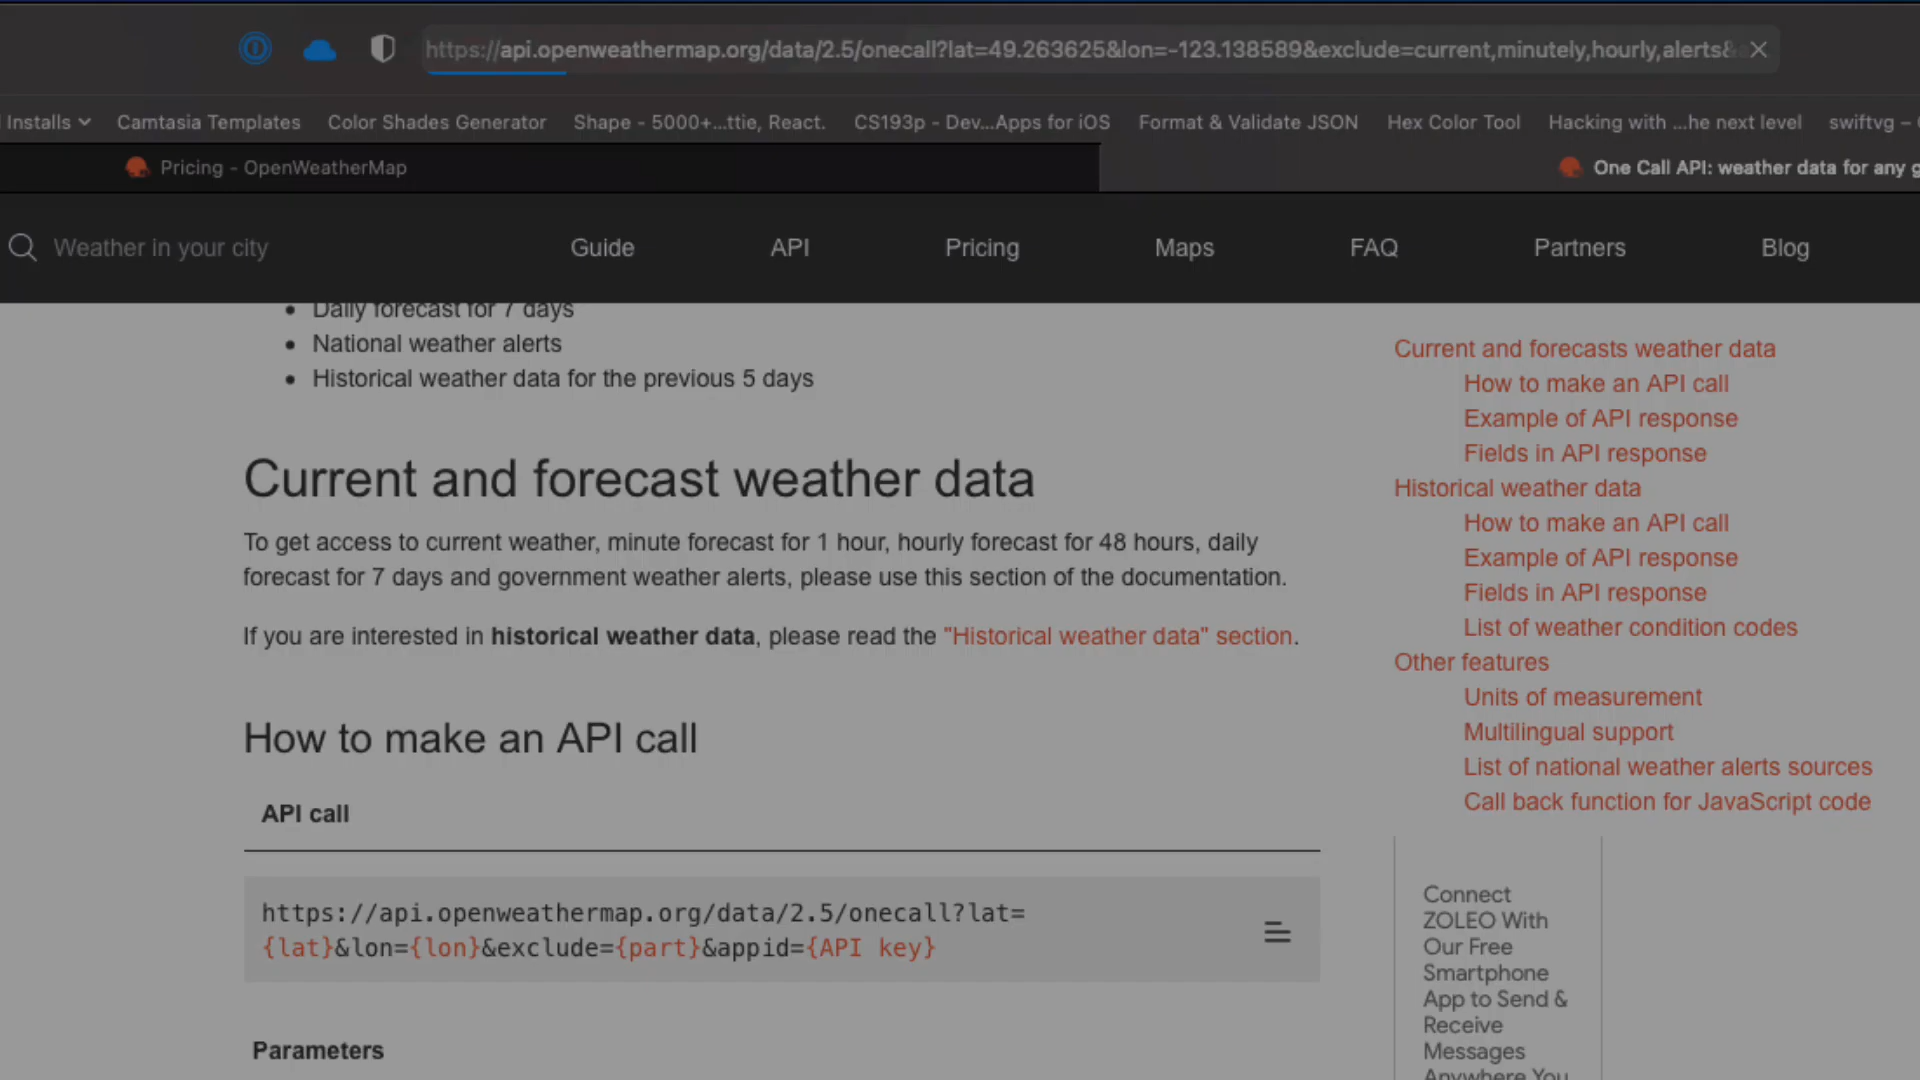 https://api.openweathermap.org/data/2.5/onecall?lat=49.263625&lon=-123.138589&exclude=current,minutely,hourly,alerts&
Installs Camtasia Templates Color Shades Generator Shape - 5000+...ttie, React. CS193p - Dev...Apps for iOS Format & Validate JSON Hex Color Tool Hacking with ...he next level swiftvg –
Pricing - OpenWeatherMap One Call API: weather data for any g
Weather in your city Guide API Pricing Maps FAQ Partners Blog
• Daily forecast for 7 days
• National weather alerts
• Historical weather data for the previous 5 days
Current and forecast weather data
To get access to current weather, minute forecast for 1 hour, hourly forecast for 48 hours, daily
forecast for 7 days and government weather alerts, please use this section of the documentation.
If you are interested in historical weather data, please read the "Historical weather data" section.
How to make an API call
API call
https://api.openweathermap.org/data/2.5/onecall?lat=
{lat}&lon={lon}&exclude={part}&appid={API key}
Parameters
Current and forecasts weather data
How to make an API call
Example of API response
Fields in API response
Historical weather data
How to make an API call
Example of API response
Fields in API response
List of weather condition codes
Other features
Units of measurement
Multilingual support
List of national weather alerts sources
Call back function for JavaScript code
Connect
ZOLEO With
Our Free
Smartphone
App to Send &
Receive
Messages
Anywhere You